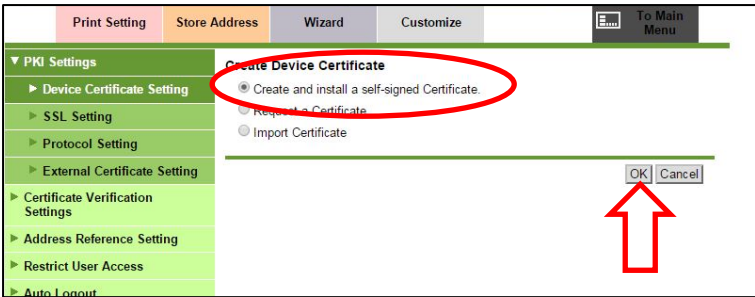 Print Setting
Store Address
Wizard
Customize
To Main
Menu
▼ PKI Settings
► Device Certificate Setting
► SSL Setting
► Protocol Setting
► External Certificate Setting
► Certificate Verification
Settings
► Address Reference Setting
► Restrict User Access
► Auto Logout
Create Device Certificate
Create and install a self-signed Certificate.
Request a Certificate
Import Certificate
OK
Cancel